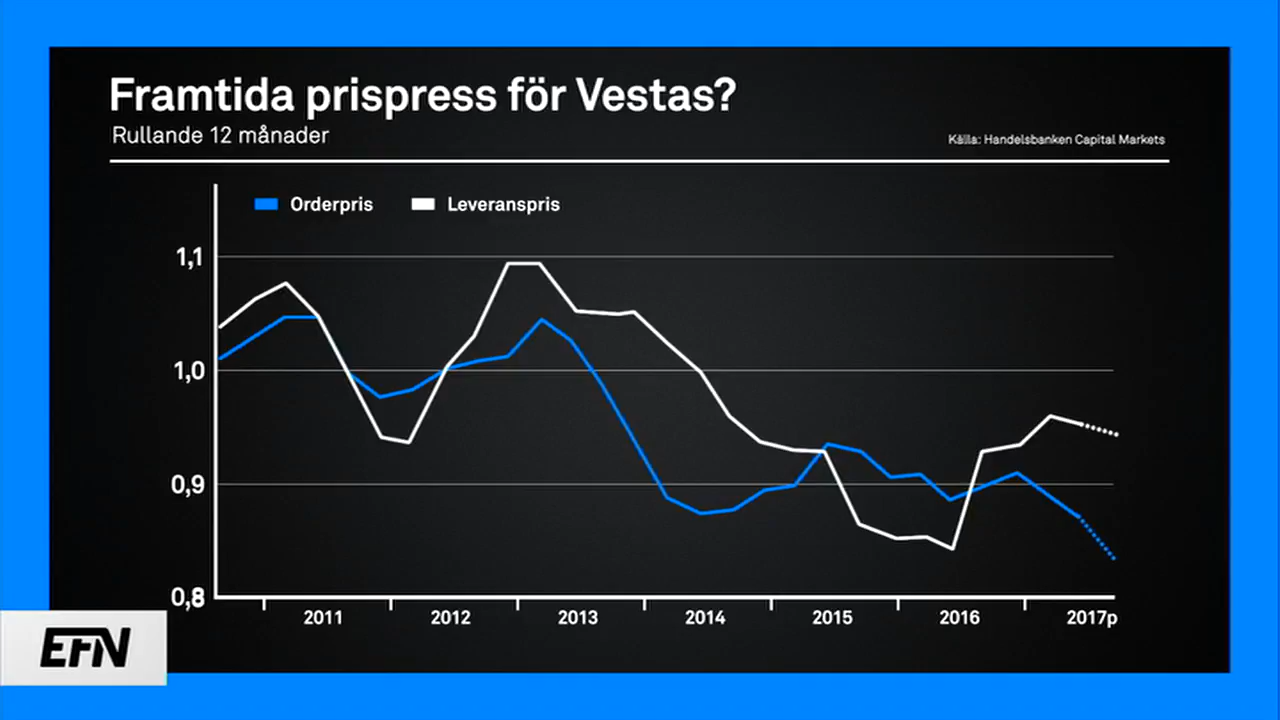 Framtida prispress för Vestas?
Rullande 12 månader
Källa: Handelsbanken Capital Markets
Orderpris
Leveranspris
1,1
1,0
0,9
0,8
2011
2012
2013
2014
2015
2016
2017p
EFN